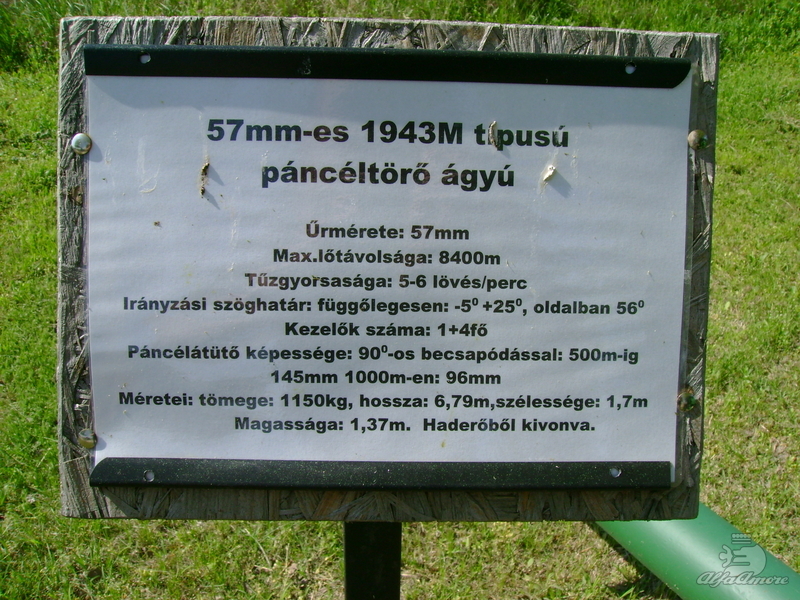 57mm-es 1943M típusú
páncéltörő ágyú
Űrmérete: 57mm
Max.lőtávolsága: 8400m
Tűzgyorsasága: 5-6 lövés/perc
Irányzási szöghatár: függőlegesen: -5⁰ +25⁰, oldalban 56⁰
Kezelők száma: 1+4fő
Páncélátütő képessége: 90⁰-os becsapódással: 500m-ig
145mm 1000m-en: 96mm
Méretei: tömege: 1150kg, hossza: 6,79m,szélessége: 1,7m
Magassága: 1,37m. Haderőből kivonva.
AlfaAmore